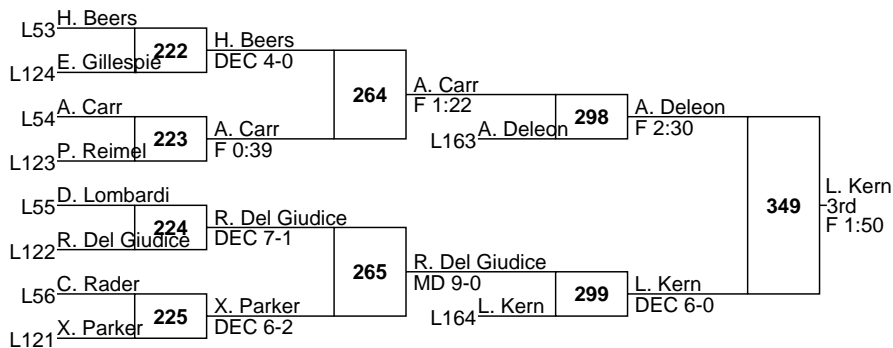 L53 H. Beers
222
L124 E. Gillespie
H. Beers
DEC 4-0
L54 A. Carr
223
L123 P. Reimel
A. Carr
F 0:39
264
A. Carr
F 1:22
L163 A. Deleon
298
A. Deleon
F 2:30
L55 D. Lombardi
224
L122 R. Del Giudice
R. Del Giudice
DEC 7-1
L56 C. Rader
225
L121 X. Parker
X. Parker
DEC 6-2
265
R. Del Giudice
MD 9-0
L164 L. Kern
299
L. Kern
DEC 6-0
349
L. Kern
3rd
F 1:50